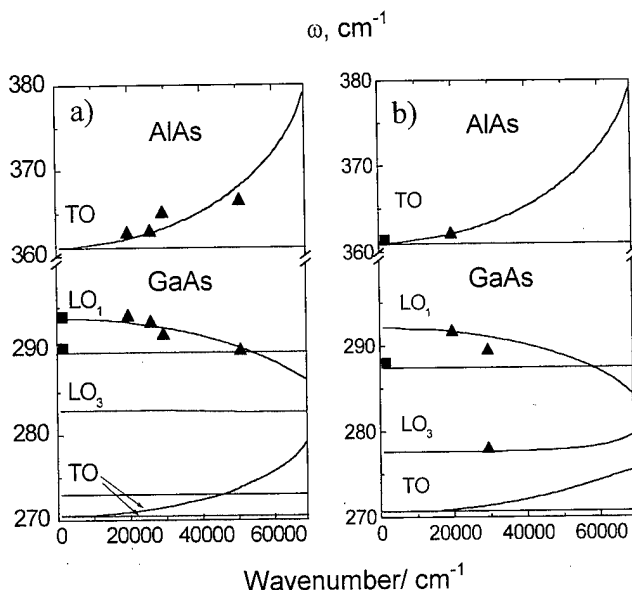 ω, cm⁻¹
a)
AlAs
TO
380
370
360
GaAs
LO₁
LO₃
TO
290
280
270
0
20000
40000
60000
b)
AlAs
TO
380
370
360
GaAs
LO₁
LO₃
TO
290
280
270
0
20000
40000
60000
Wavenumber/ cm⁻¹